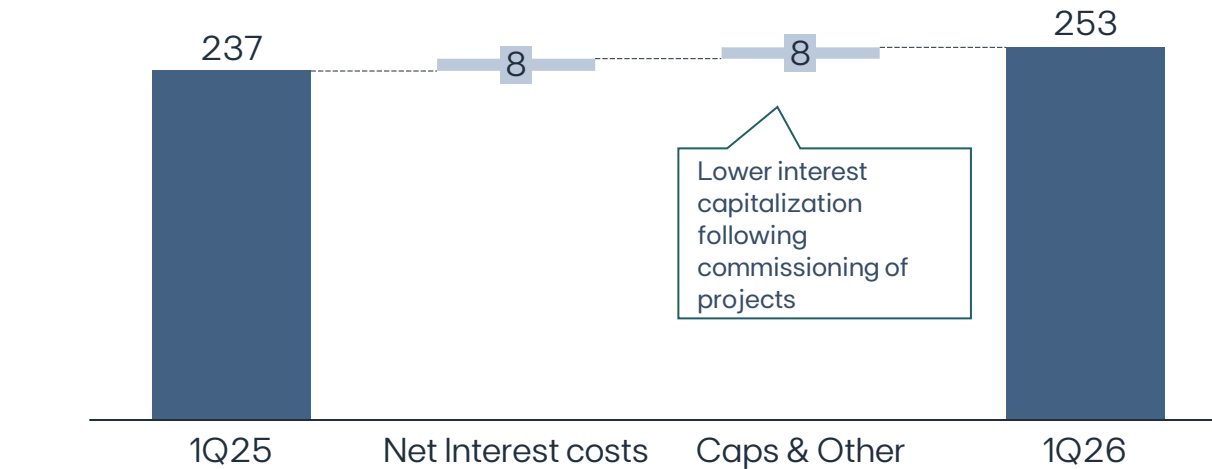 237
8
8
253
Lower interest
capitalization
following
commissioning of
projects
1Q25
Net Interest costs
Caps & Other
1Q26